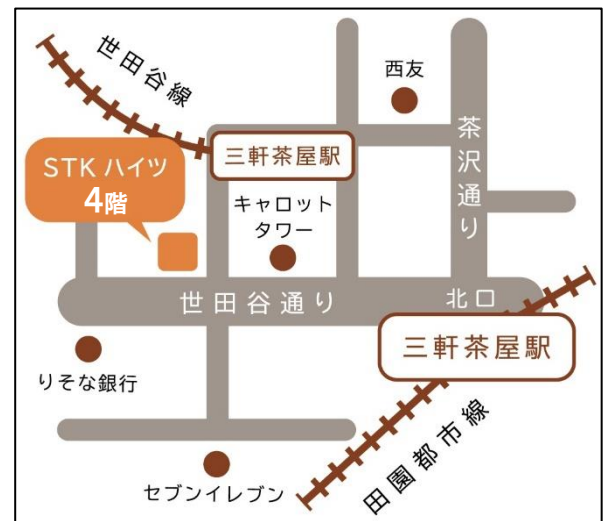 世田谷線
西友
茶沢通り
STKハイツ
4階
三軒茶屋駅
キャロット
タワー
世田谷通り
北口
三軒茶屋駅
りそな銀行
田園都市線
セブンイレブン